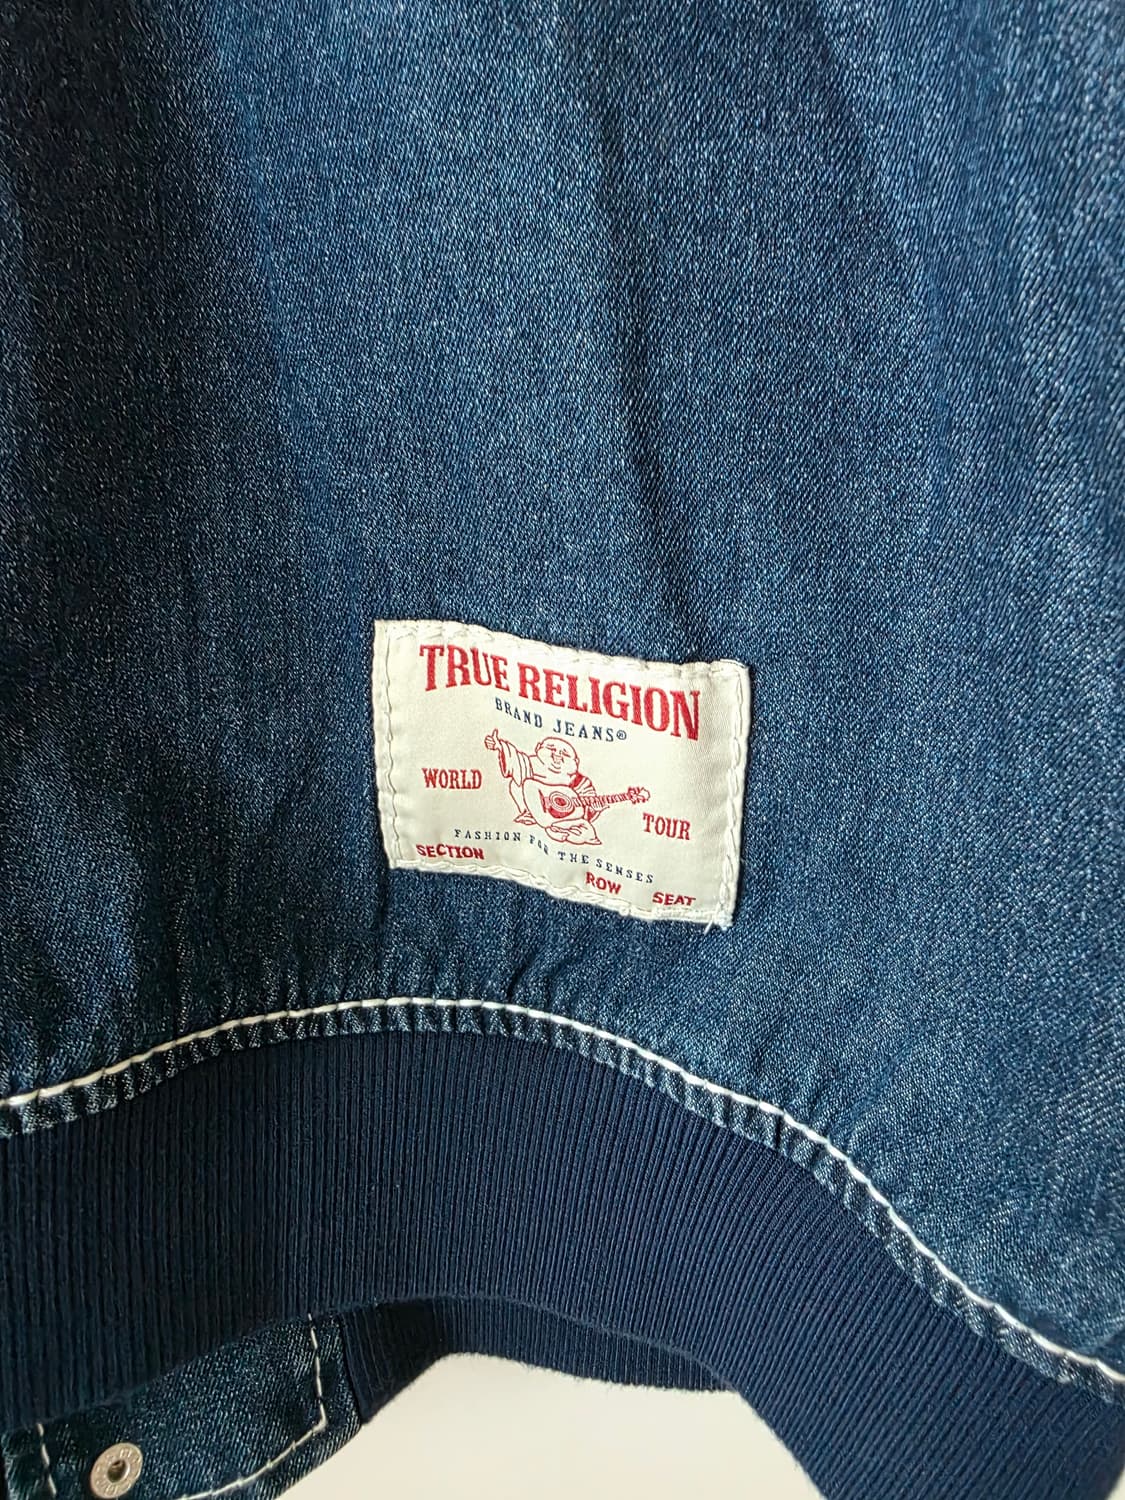 TRUE RELIGION
BRAND JEANS®
WORLD TOUR
FASHION FOR THE SENSES
SECTION ROW SEAT